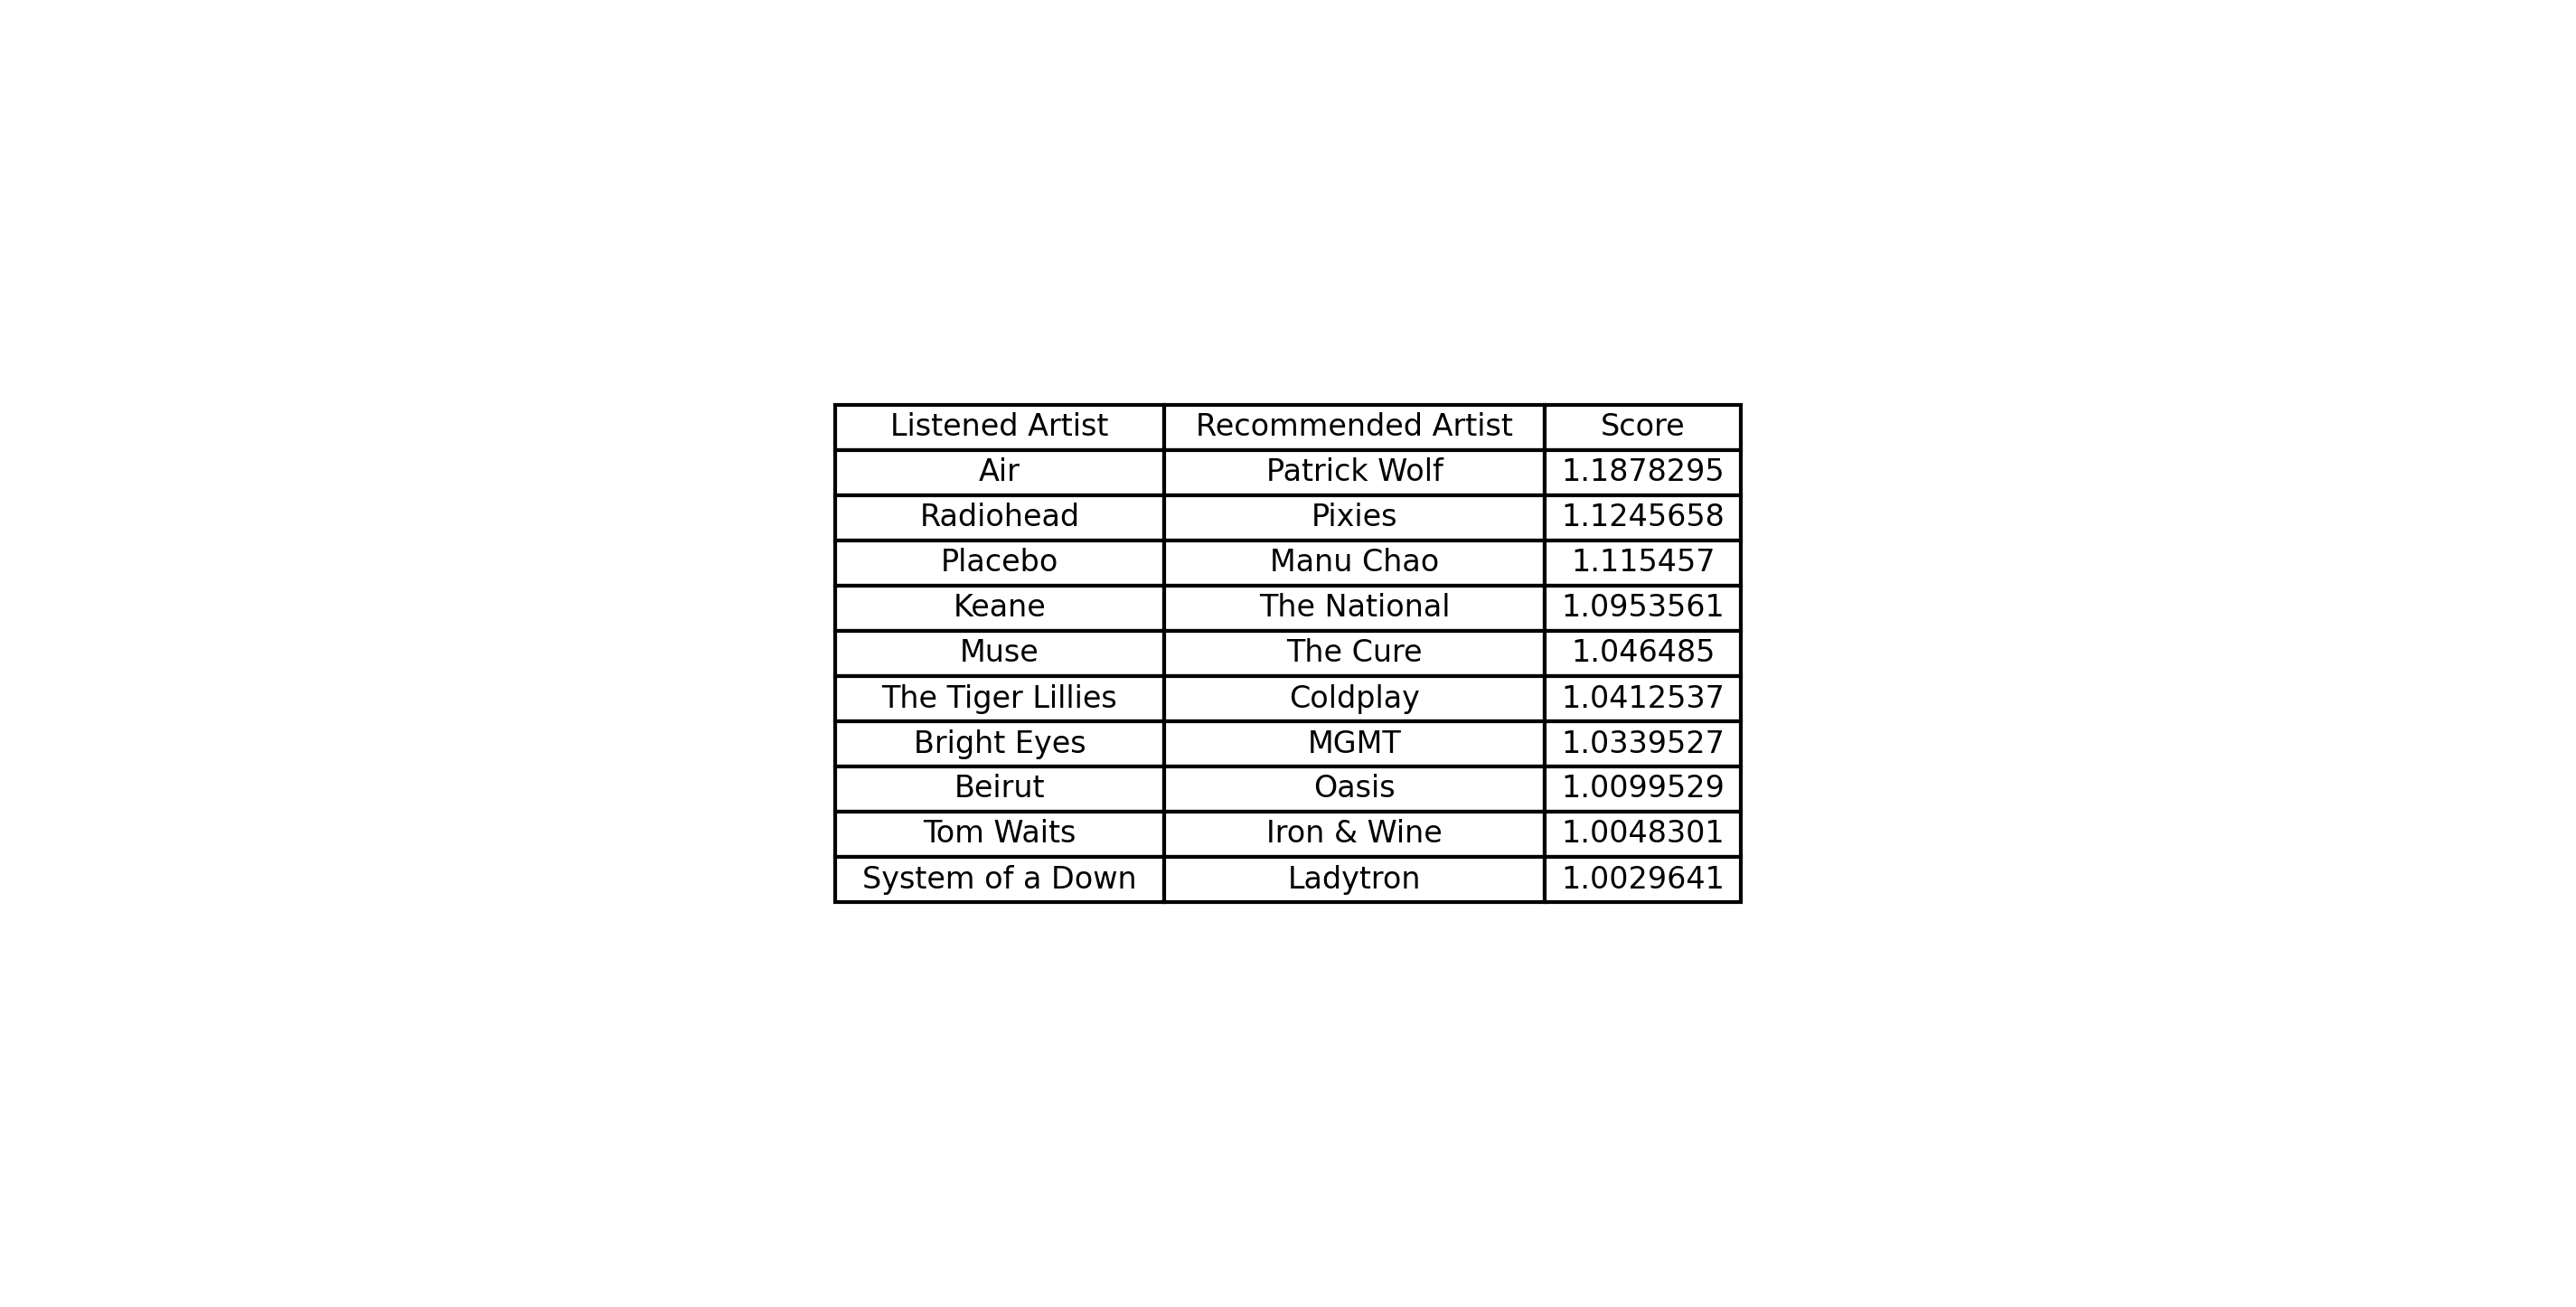 Listened Artist Recommended Artist Score
Air Patrick Wolf 1.1878295
Radiohead Pixies 1.1245658
Placebo Manu Chao 1.115457
Keane The National 1.0953561
Muse The Cure 1.046485
The Tiger Lillies Coldplay 1.0412537
Bright Eyes MGMT 1.0339527
Beirut Oasis 1.0099529
Tom Waits Iron & Wine 1.0048301
System of a Down Ladytron 1.0029641